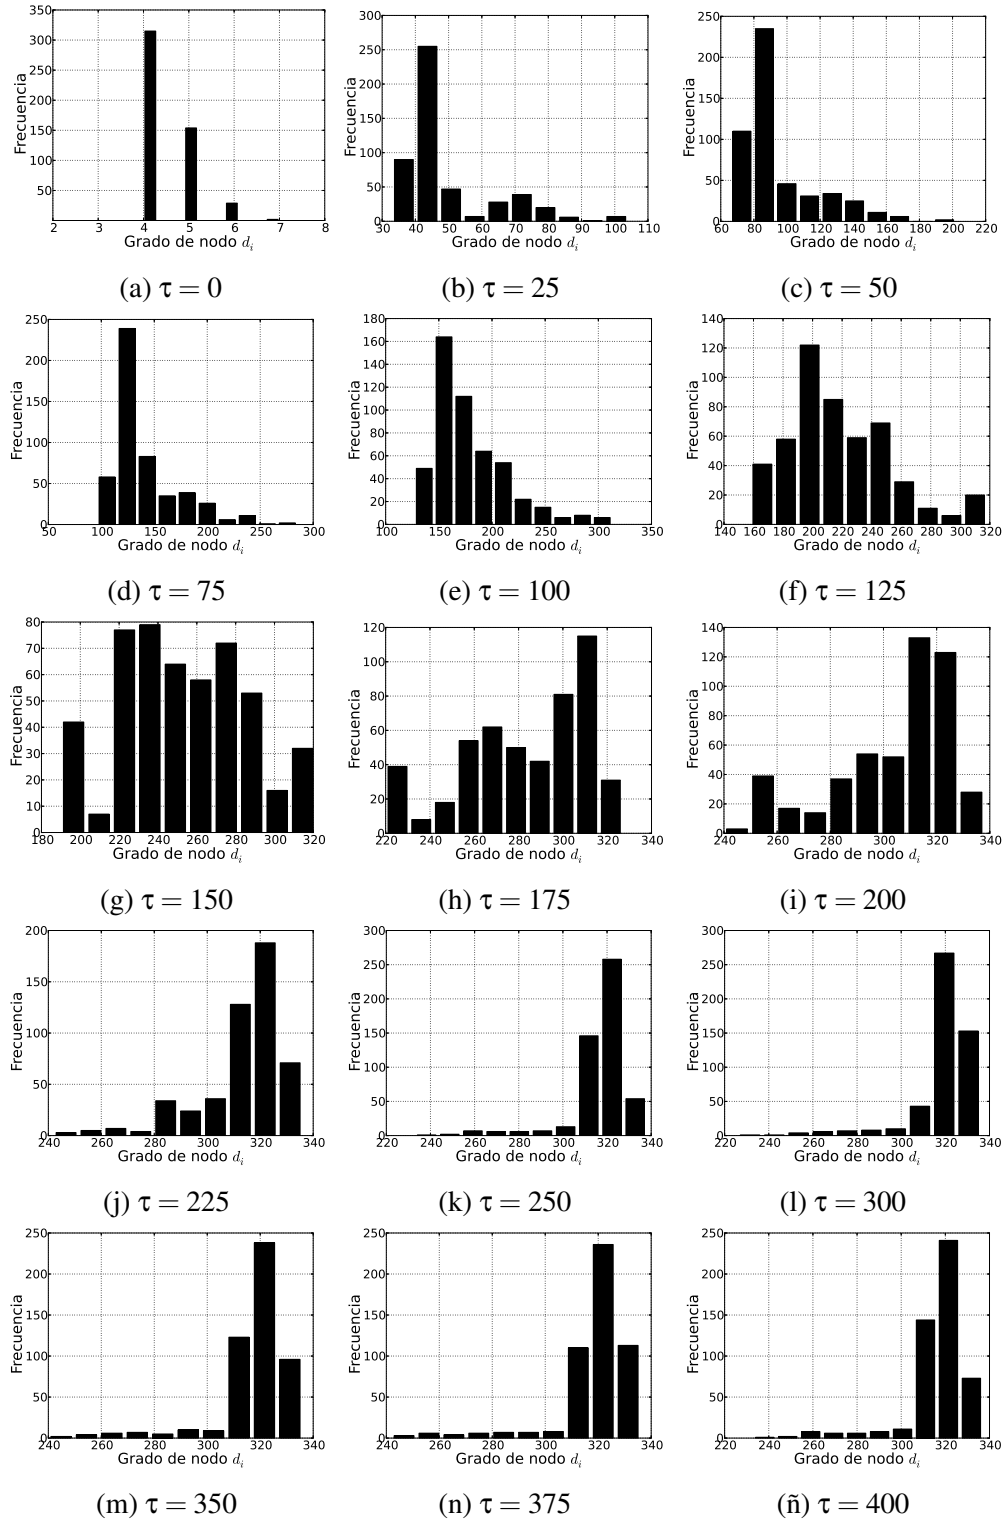 350
300
250
200
150
100
50
Frecuencia
2 3 4 5 6 7 8
Grado de nodo d_i
(a) τ = 0
300
250
200
150
100
50
0
Frecuencia
30 40 50 60 70 80 90 100 110
Grado de nodo d_i
(b) τ = 25
250
200
150
100
50
0
Frecuencia
60 80 100 120 140 160 180 200 220
Grado de nodo d_i
(c) τ = 50
250
200
150
100
50
0
Frecuencia
50 100 150 200 250 300
Grado de nodo d_i
(d) τ = 75
180
160
140
120
100
80
60
40
20
0
Frecuencia
100 150 200 250 300 350
Grado de nodo d_i
(e) τ = 100
140
120
100
80
60
40
20
0
Frecuencia
140 160 180 200 220 240 260 280 300 320
Grado de nodo d_i
(f) τ = 125
80
70
60
50
40
30
20
10
0
Frecuencia
180 200 220 240 260 280 300 320
Grado de nodo d_i
(g) τ = 150
120
100
80
60
40
20
0
Frecuencia
220 240 260 280 300 320 340
Grado de nodo d_i
(h) τ = 175
140
120
100
80
60
40
20
0
Frecuencia
240 260 280 300 320 340
Grado de nodo d_i
(i) τ = 200
200
150
100
50
0
Frecuencia
240 260 280 300 320 340
Grado de nodo d_i
(j) τ = 225
300
250
200
150
100
50
0
Frecuencia
220 240 260 280 300 320 340
Grado de nodo d_i
(k) τ = 250
300
250
200
150
100
50
0
Frecuencia
220 240 260 280 300 320 340
Grado de nodo d_i
(l) τ = 300
250
200
150
100
50
0
Frecuencia
240 260 280 300 320 340
Grado de nodo d_i
(m) τ = 350
250
200
150
100
50
0
Frecuencia
240 260 280 300 320 340
Grado de nodo d_i
(n) τ = 375
250
200
150
100
50
0
Frecuencia
220 240 260 280 300 320 340
Grado de nodo d_i
(ñ) τ = 400